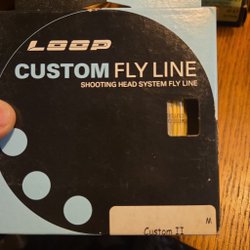 LOOP
CUSTOM FLY LINE
SHOOTING HEAD SYSTEM FLY LINE
M
Custom II